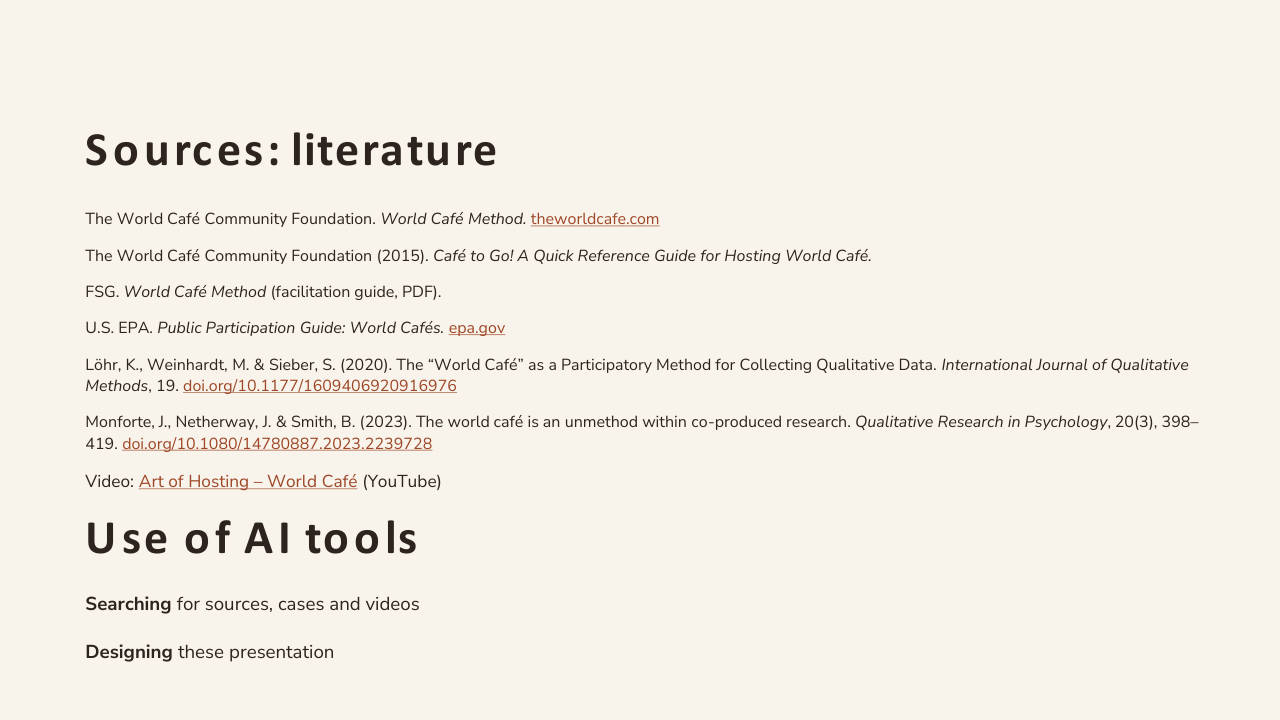 Sources: literature
The World Café Community Foundation. World Café Method. theworldcafe.com
The World Café Community Foundation (2015). Café to Go! A Quick Reference Guide for Hosting World Café.
FSG. World Café Method (facilitation guide, PDF).
U.S. EPA. Public Participation Guide: World Cafés. epa.gov
Löhr, K., Weinhardt, M. & Sieber, S. (2020). The “World Café” as a Participatory Method for Collecting Qualitative Data. International Journal of Qualitative
Methods, 19. doi.org/10.1177/1609406920916976
Monforte, J., Netherway, J. & Smith, B. (2023). The world café is an unmethod within co-produced research. Qualitative Research in Psychology, 20(3), 398–
419. doi.org/10.1080/14780887.2023.2239728
Video: Art of Hosting – World Café (YouTube)
Use of AI tools
Searching for sources, cases and videos
Designing these presentation